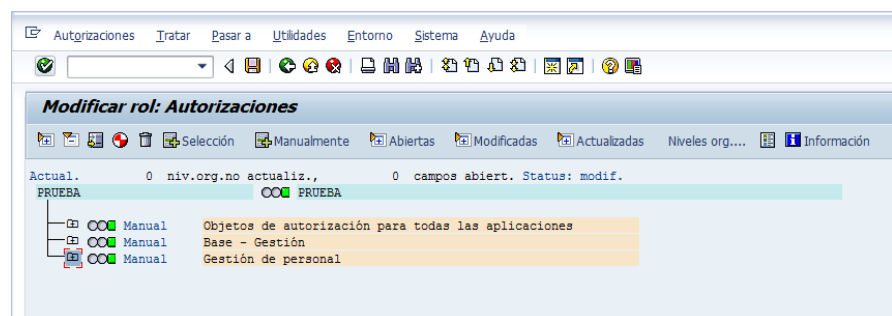 Autorizaciones Tratar Pasar a Utilidades Entorno Sistema Ayuda
Modificar rol: Autorizaciones
Selección Manualmente Abiertas Modificadas Actualizadas Niveles org.... Información
Actual. 0 niv.org.no actualiz., 0 campos abiert. Status: modif.
PRUEBA PRUEBA
Manual Objetos de autorización para todas las aplicaciones
Manual Base - Gestión
Manual Gestión de personal